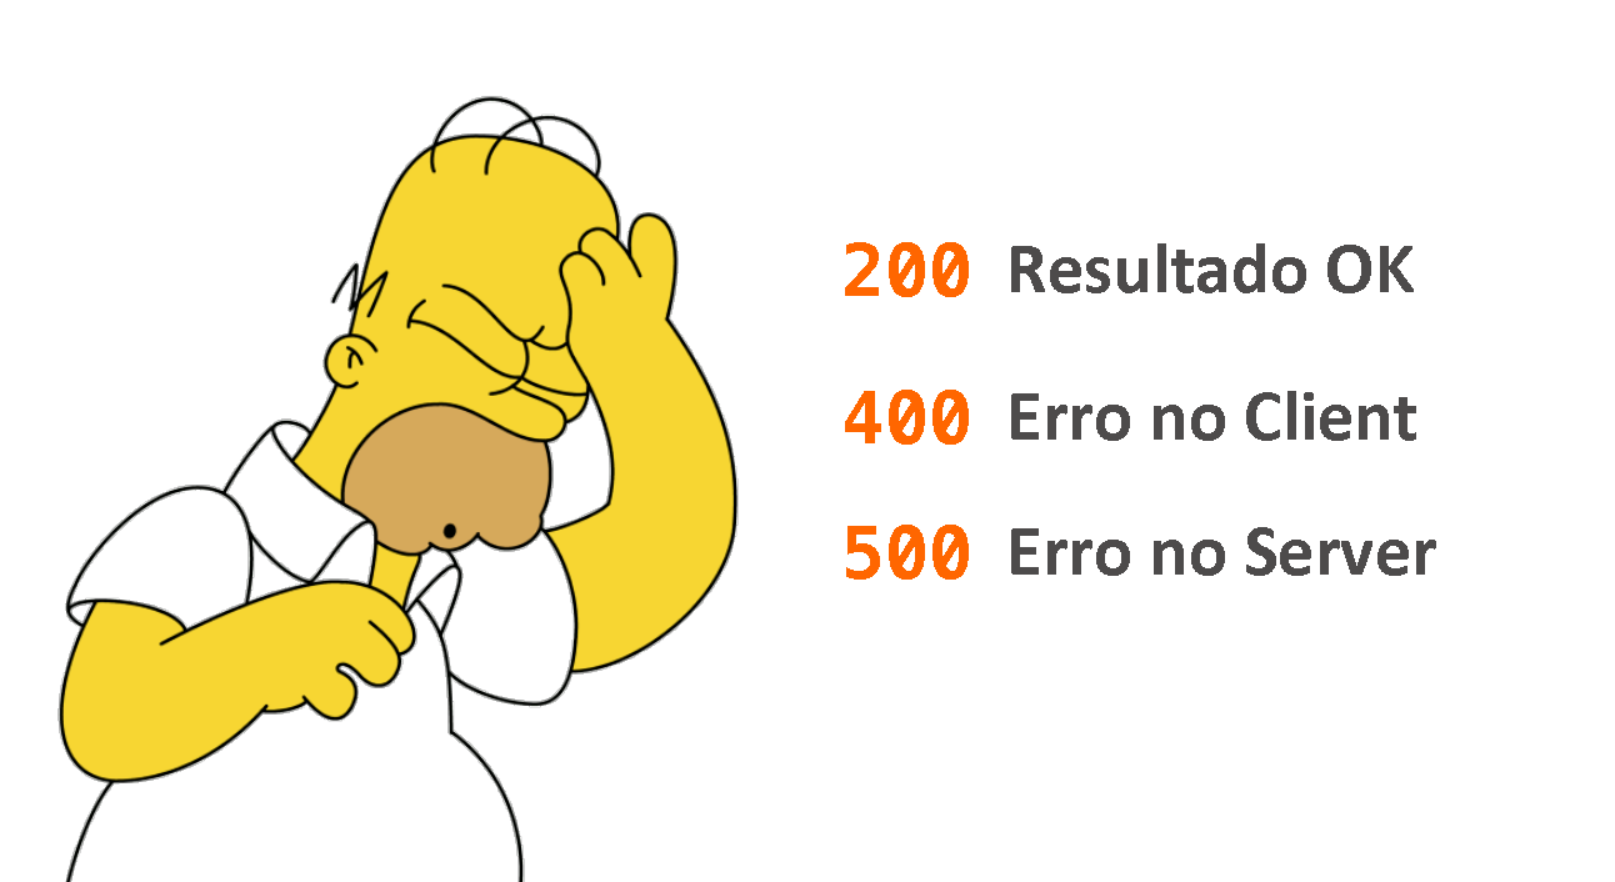 200 Resultado OK
400 Erro no Client
500 Erro no Server